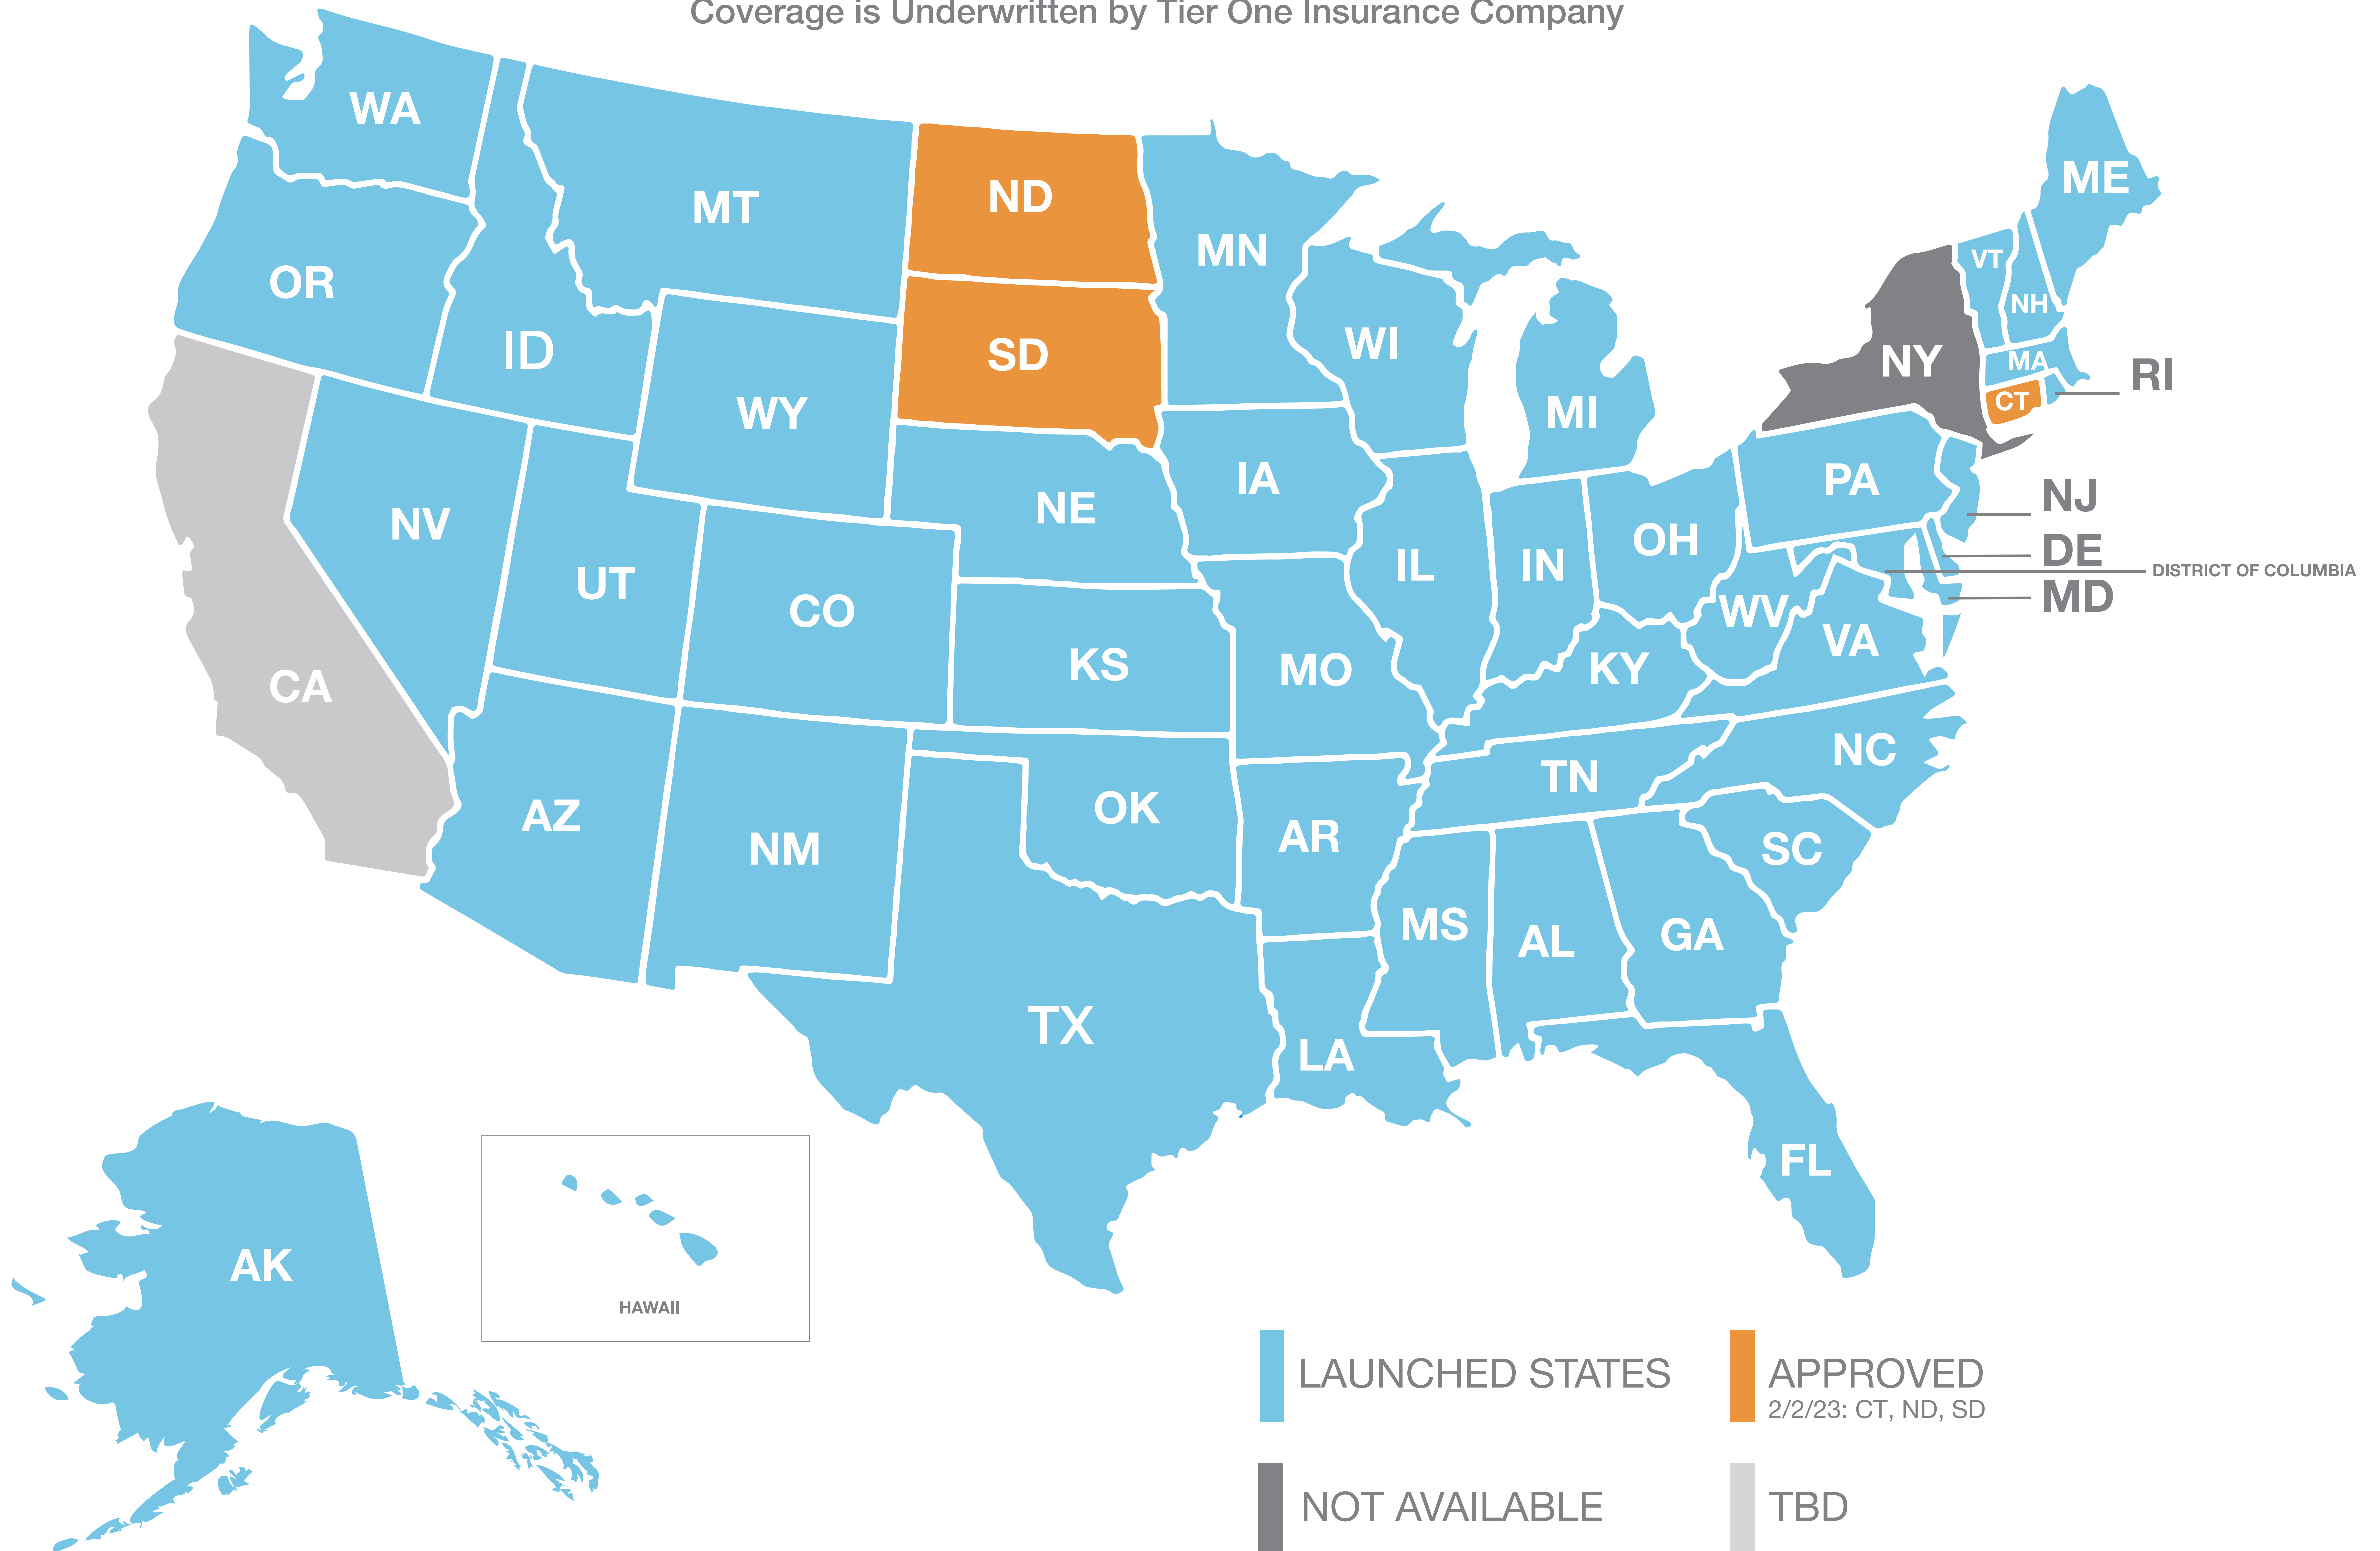 Coverage is Underwritten by Tier One Insurance Company
WA
ME
MT
ND
MN
VT
OR
NH
ID
SD
WI
NY
MA
RI
WY
MI
CT
IA
PA
NE
NJ
NV
OH
DE
IL
IN
DISTRICT OF COLUMBIA
UT
MD
CO
WV
VA
KS
MO
KY
CA
NC
TN
OK
AZ
AR
NM
SC
MS
AL
GA
TX
LA
FL
AK
HAWAII
LAUNCHED STATES
APPROVED
2/2/23: CT, ND, SD
NOT AVAILABLE
TBD